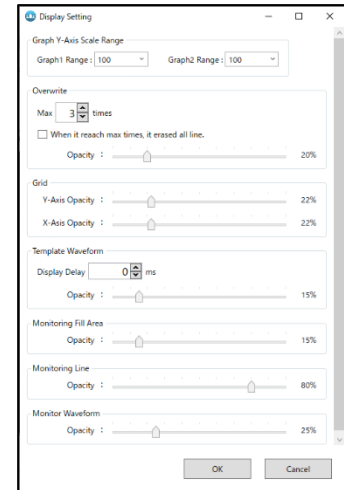 Display Setting
Graph Y-Axis Scale Range
Graph1 Range : 100 Graph2 Range : 100
Overwrite
Max 3 times
When it reaach max times, it erased all line.
Opacity : 20%
Grid
Y-Axis Opacity : 22%
X-Asis Opacity : 22%
Template Waveform
Display Delay 0 ms
Opacity : 15%
Monitoring Fill Area
Opacity : 15%
Monitoring Line
Opacity : 80%
Monitor Waveform
Opacity : 25%
OK Cancel